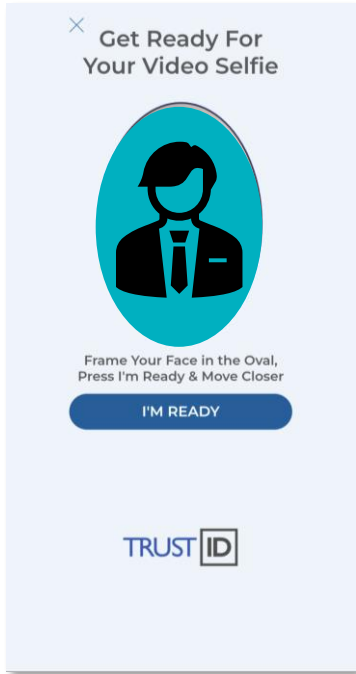 Get Ready For
Your Video Selfie
Frame Your Face in the Oval,
Press I'm Ready & Move Closer
I'M READY
TRUST ID